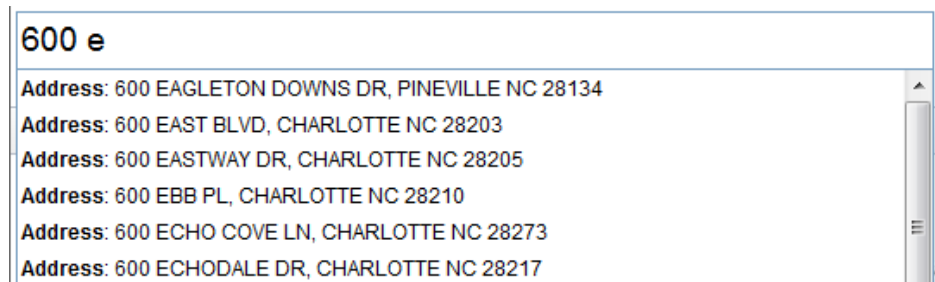 600 e
Address: 600 EAGLETON DOWNS DR, PINEVILLE NC 28134
Address: 600 EAST BLVD, CHARLOTTE NC 28203
Address: 600 EASTWAY DR, CHARLOTTE NC 28205
Address: 600 EBB PL, CHARLOTTE NC 28210
Address: 600 ECHO COVE LN, CHARLOTTE NC 28273
Address: 600 ECHODALE DR, CHARLOTTE NC 28217